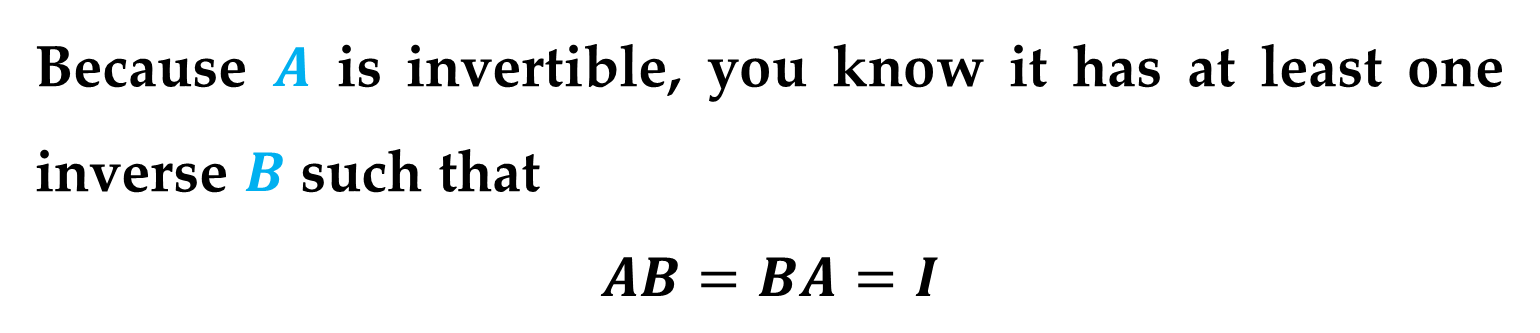 Because A is invertible, you know it has at least one
inverse B such that
AB = BA = I